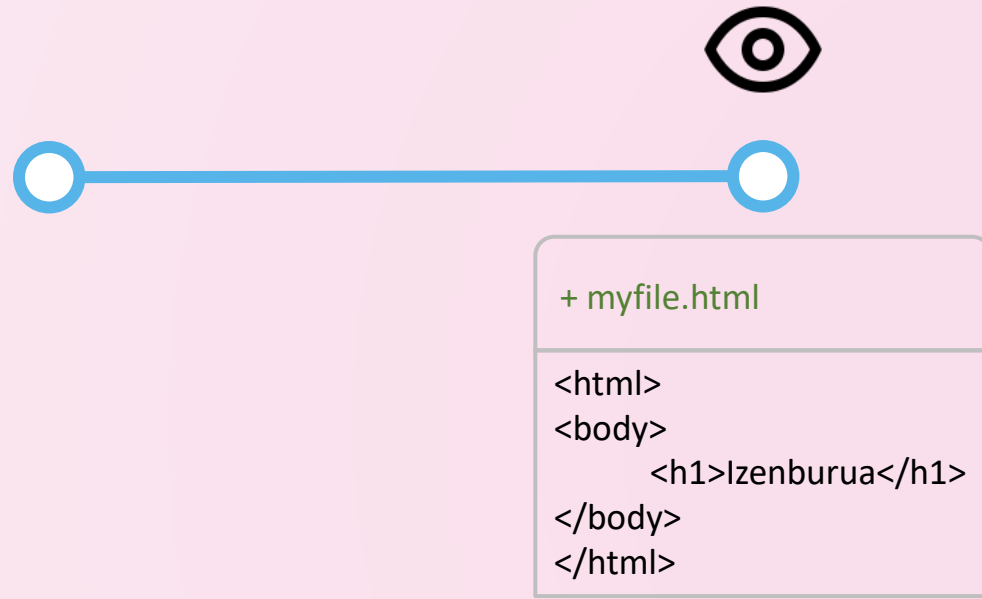 + myfile.html
<html>
<body>
<h1>Izenburua</h1>
</body>
</html>